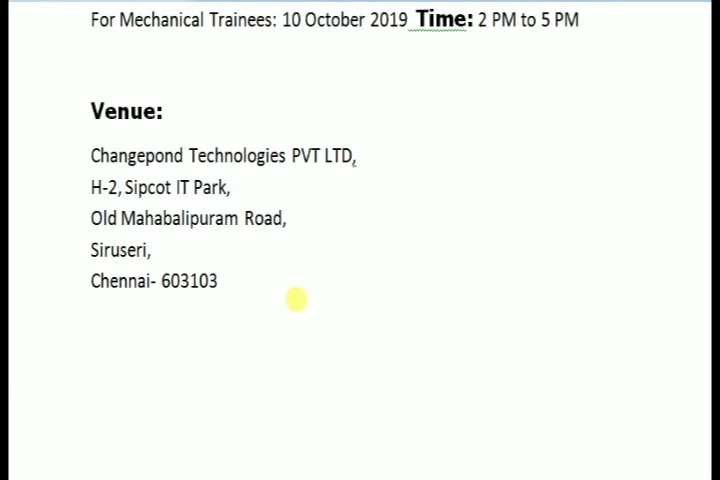 For Mechanical Trainees: 10 October 2019 Time: 2 PM to 5 PM
Venue:
Changepond Technologies PVT LTD,
H-2, Sipcot IT Park,
Old Mahabalipuram Road,
Siruseri,
Chennai- 603103